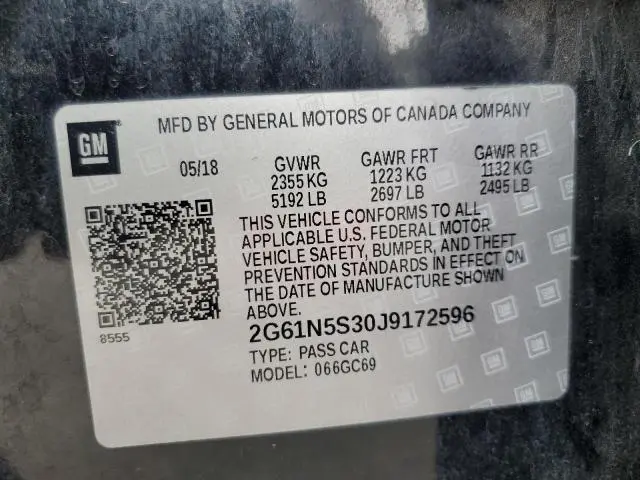 GM
MFD BY GENERAL MOTORS OF CANADA COMPANY
05/18 GVWR GAWR FRT GAWR RR
2355 KG 1223 KG 1132 KG
5192 LB 2697 LB 2495 LB
THIS VEHICLE CONFORMS TO ALL
APPLICABLE U.S. FEDERAL MOTOR
VEHICLE SAFETY, BUMPER, AND THEFT
PREVENTION STANDARDS IN EFFECT ON
THE DATE OF MANUFACTURE SHOWN
ABOVE.
8555
2G61N5S30J9172596
TYPE: PASS CAR
MODEL: 066GC69